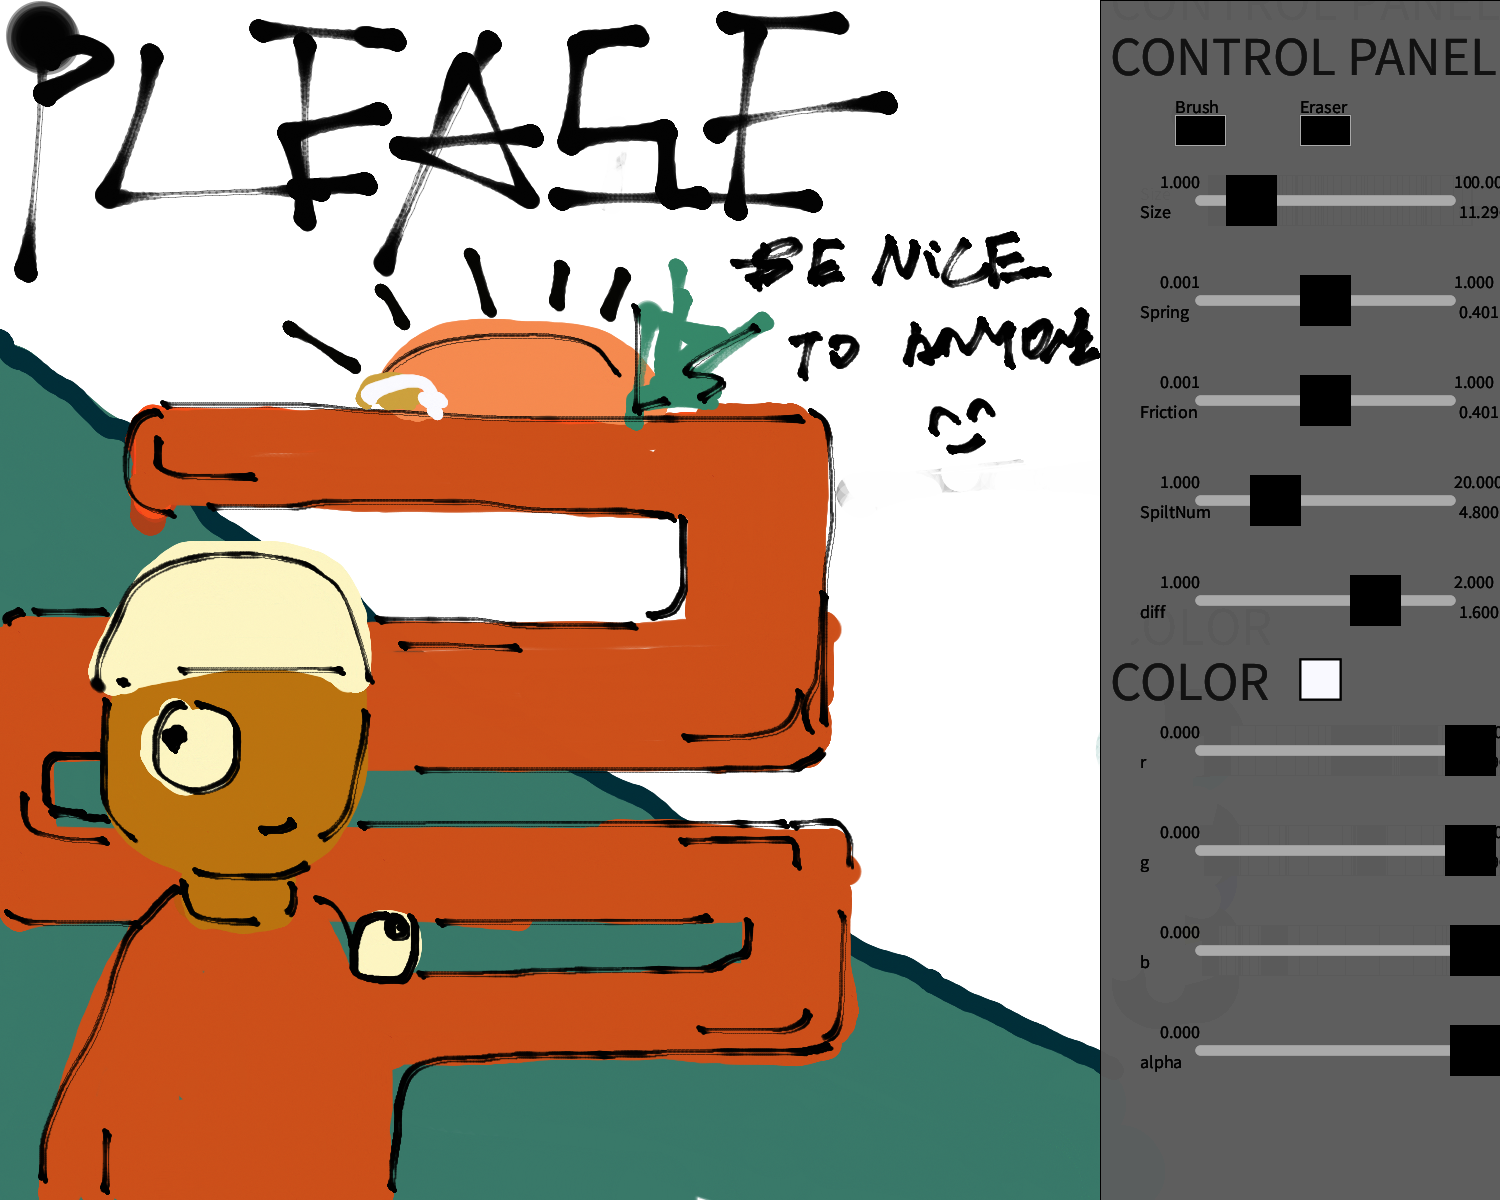 PLEASE
BE NiCE
TO ANYONE
CONTROL PANEL
Brush Eraser
1.000 100.00
Size 11.29
0.001 1.000
Spring 0.401
0.001 1.000
Friction 0.401
1.000 20.000
SpiltNum 4.800
1.000 2.000
diff 1.600
COLOR
0.000
r
0.000
g
0.000
b
0.000
alpha